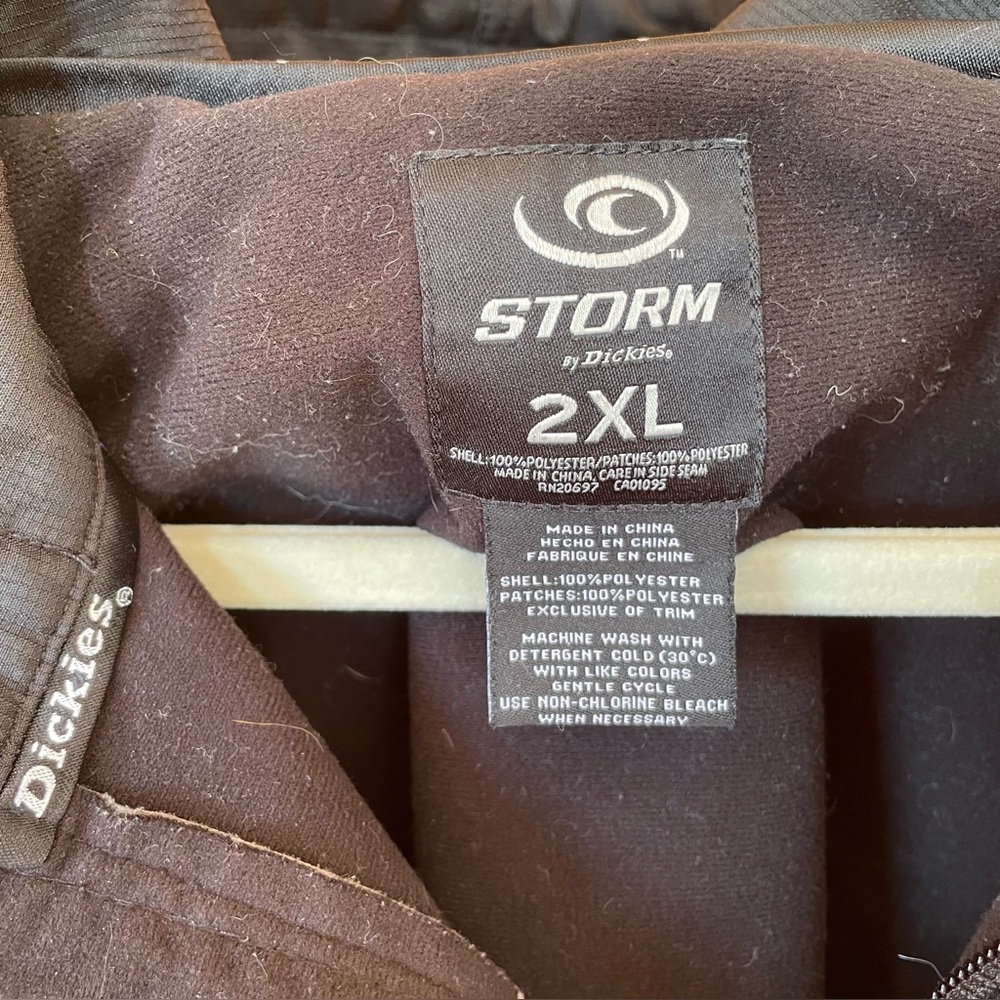 TM
STORM
By Dickies®
2XL
SHELL:100%POLYESTER/PATCHES:100%POLYESTER
MADE IN CHINA, CARE IN SIDE SEAM
RN20697 CA01095
MADE IN CHINA
HECHO EN CHINA
FABRIQUE EN CHINE
SHELL:100%POLYESTER
PATCHES:100%POLYESTER
EXCLUSIVE OF TRIM
MACHINE WASH WITH
DETERGENT COLD (30°C)
WITH LIKE COLORS
GENTLE CYCLE
USE NON-CHLORINE BLEACH
WHEN NECESSARY
Dickies®